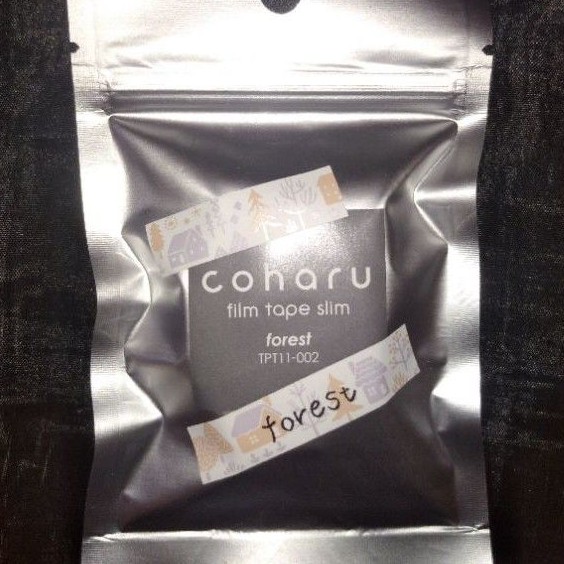 coharu
film tape slim
forest
TPT11-002
forest